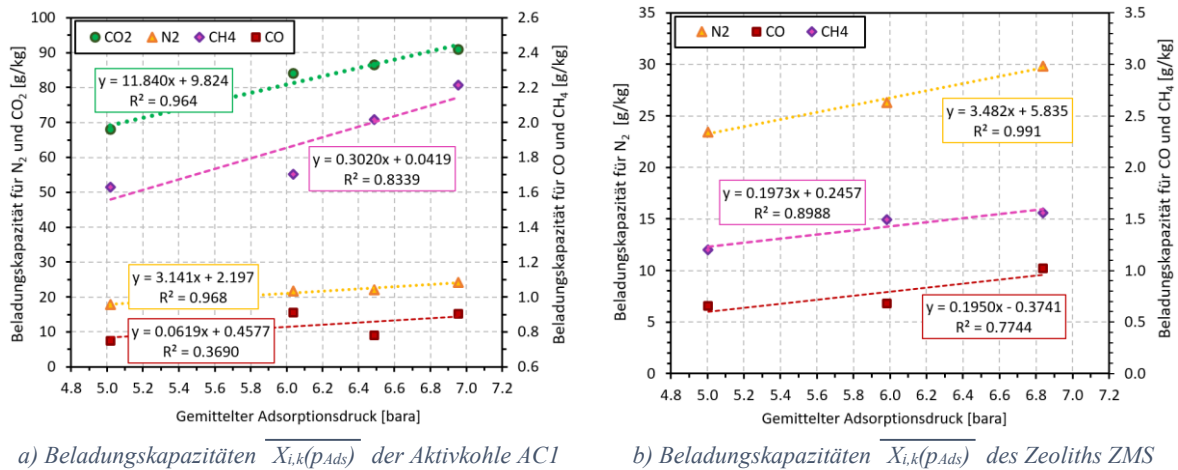 CO2 N2 CH4 CO
Beladungskapazität für N₂ und CO₂ [g/kg]
100
90
80
70
60
50
40
30
20
10
0
y = 11.840x + 9.824
R² = 0.964
y = 0.3020x + 0.0419
R² = 0.8339
y = 3.141x + 2.197
R² = 0.968
y = 0.0619x + 0.4577
R² = 0.3690
2.6
2.4
2.2
2.0
1.8
1.6
1.4
1.2
1.0
0.8
0.6
Beladungskapazität für CO und CH₄ [g/kg]
4.8 5.0 5.2 5.4 5.6 5.8 6.0 6.2 6.4 6.6 6.8 7.0 7.2
Gemittelter Adsorptionsdruck [bara]
a) Beladungskapazitäten X_{i,k}(p_{Ads}) der Aktivkohle AC1
N2 CO CH4
Beladungskapazität für N₂ [g/kg]
35
30
25
20
15
10
5
0
y = 3.482x + 5.835
R² = 0.991
y = 0.1973x + 0.2457
R² = 0.8988
y = 0.1950x - 0.3741
R² = 0.7744
3.5
3.0
2.5
2.0
1.5
1.0
0.5
0.0
Beladungskapazität für CO und CH₄ [g/kg]
4.8 5.0 5.2 5.4 5.6 5.8 6.0 6.2 6.4 6.6 6.8 7.0 7.2
Gemittelter Adsorptionsdruck [bara]
b) Beladungskapazitäten X_{i,k}(p_{Ads}) des Zeoliths ZMS